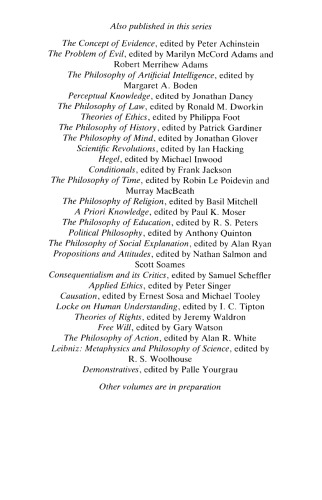 Also published in this series
The Concept of Evidence, edited by Peter Achinstein
The Problem of Evil, edited by Marilyn McCord Adams and
Robert Merrihew Adams
The Philosophy of Artificial Intelligence, edited by
Margaret A. Boden
Perceptual Knowledge, edited by Jonathan Dancy
The Philosophy of Law, edited by Ronald M. Dworkin
Theories of Ethics, edited by Philippa Foot
The Philosophy of History, edited by Patrick Gardiner
The Philosophy of Mind, edited by Jonathan Glover
Scientific Revolutions, edited by Ian Hacking
Hegel, edited by Michael Inwood
Conditionals, edited by Frank Jackson
The Philosophy of Time, edited by Robin Le Poidevin and
Murray MacBeath
The Philosophy of Religion, edited by Basil Mitchell
A Priori Knowledge, edited by Paul K. Moser
The Philosophy of Education, edited by R. S. Peters
Political Philosophy, edited by Anthony Quinton
The Philosophy of Social Explanation, edited by Alan Ryan
Propositions and Attitudes, edited by Nathan Salmon and
Scott Soames
Consequentialism and its Critics, edited by Samuel Scheffler
Applied Ethics, edited by Peter Singer
Causation, edited by Ernest Sosa and Michael Tooley
Locke on Human Understanding, edited by I. C. Tipton
Theories of Rights, edited by Jeremy Waldron
Free Will, edited by Gary Watson
The Philosophy of Action, edited by Alan R. White
Leibniz: Metaphysics and Philosophy of Science, edited by
R. S. Woolhouse
Demonstratives, edited by Palle Yourgrau
Other volumes are in preparation